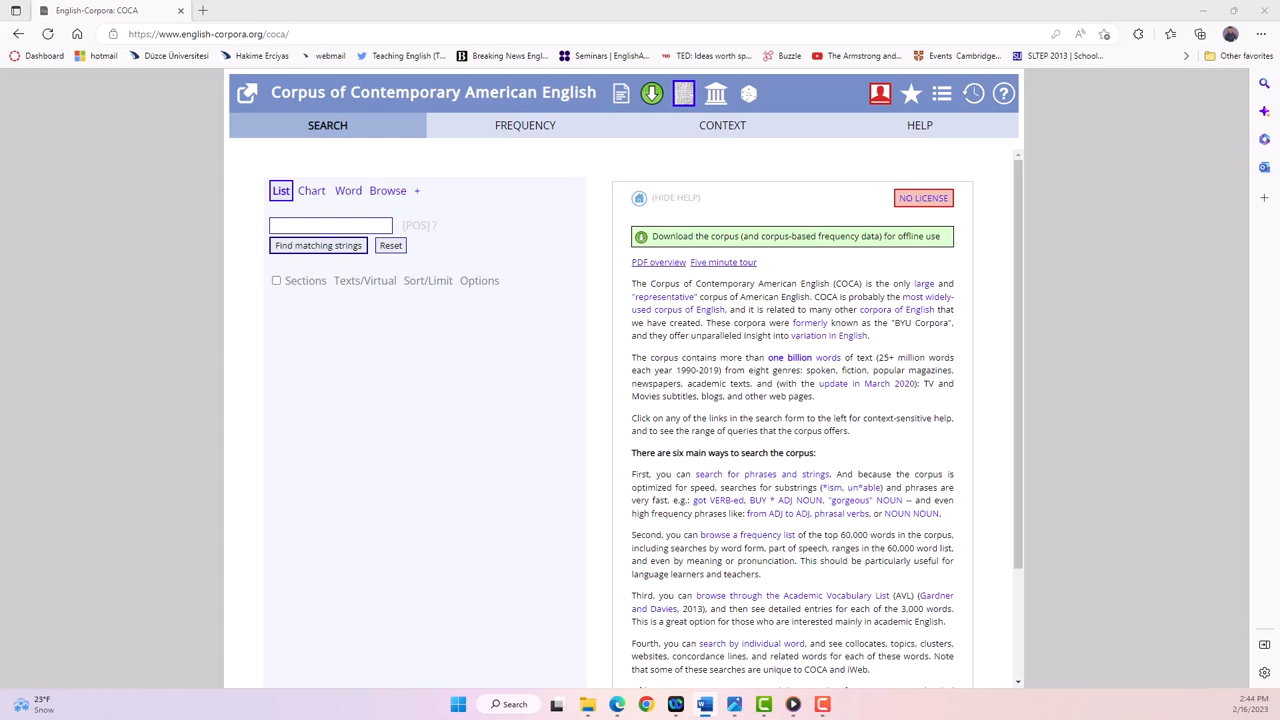 English-Corpora: COCA
https://www.english-corpora.org/coca/
Dashboard hotmail Düzce Üniversitesi Hakime Erciyas webmail Teaching English (T... Breaking News Engl... Seminars | EnglishA... TED: Ideas worth sp... Buzzle The Armstrong and... Events Cambridge... SLTEP 2013 | School... Other favorites
Corpus of Contemporary American English
SEARCH FREQUENCY CONTEXT HELP
List Chart Word Browse +
[POS] ?
Find matching strings Reset
Sections Texts/Virtual Sort/Limit Options
(HIDE HELP) NO LICENSE
Download the corpus (and corpus-based frequency data) for offline use
PDF overview Five minute tour
The Corpus of Contemporary American English (COCA) is the only large and
"representative" corpus of American English. COCA is probably the most widely-
used corpus of English, and it is related to many other corpora of English that
we have created. These corpora were formerly known as the "BYU Corpora",
and they offer unparalleled insight into variation in English.
The corpus contains more than one billion words of text (25+ million words
each year 1990-2019) from eight genres: spoken, fiction, popular magazines,
newspapers, academic texts, and (with the update in March 2020): TV and
Movies subtitles, blogs, and other web pages.
Click on any of the links in the search form to the left for context-sensitive help,
and to see the range of queries that the corpus offers.
There are six main ways to search the corpus:
First, you can search for phrases and strings. And because the corpus is
optimized for speed, searches for substrings (*ism, un*able) and phrases are
very fast, e.g.: got VERB-ed, BUY * ADJ NOUN, "gorgeous" NOUN -- and even
high frequency phrases like: from ADJ to ADJ, phrasal verbs, or NOUN NOUN.
Second, you can browse a frequency list of the top 60,000 words in the corpus,
including searches by word form, part of speech, ranges in the 60,000 word list,
and even by meaning or pronunciation. This should be particularly useful for
language learners and teachers.
Third, you can browse through the Academic Vocabulary List (AVL) (Gardner
and Davies, 2013), and then see detailed entries for each of the 3,000 words.
This is a great option for those who are interested mainly in academic English.
Fourth, you can search by individual word, and see collocates, topics, clusters,
websites, concordance lines, and related words for each of these words. Note
that some of these searches are unique to COCA and iWeb.
23°F
Snow
Search
2:44 PM
2/16/2023